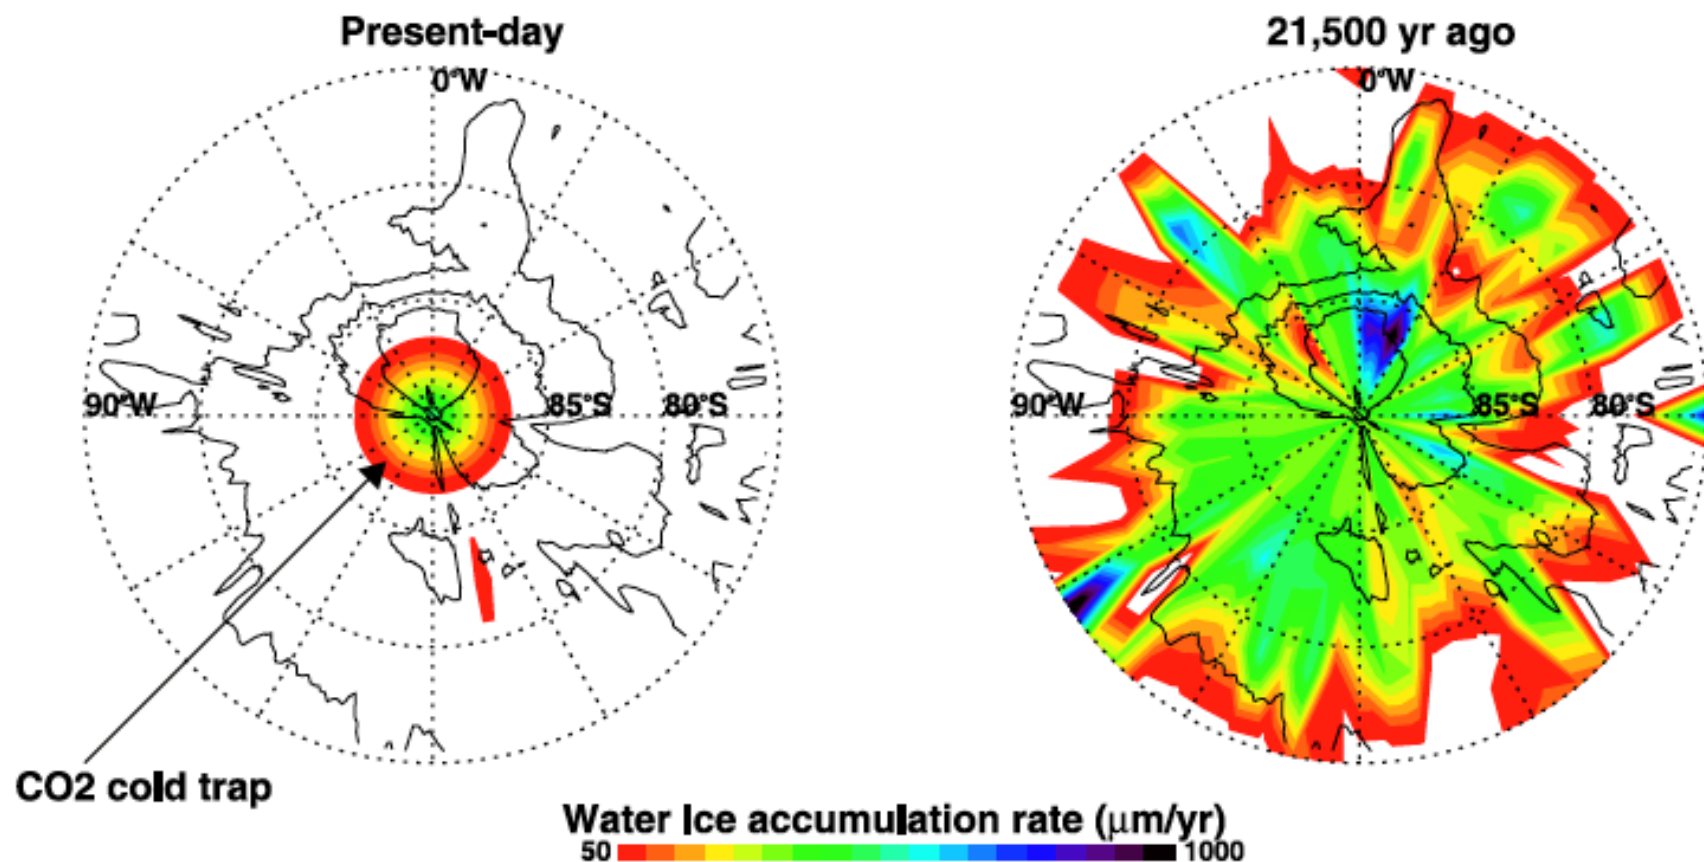 Present-day
21,500 yr ago
0°W
0°W
90°W
85°S
80°S
90°W
85°S
80°S
CO2 cold trap
Water Ice accumulation rate (μm/yr)
50
1000